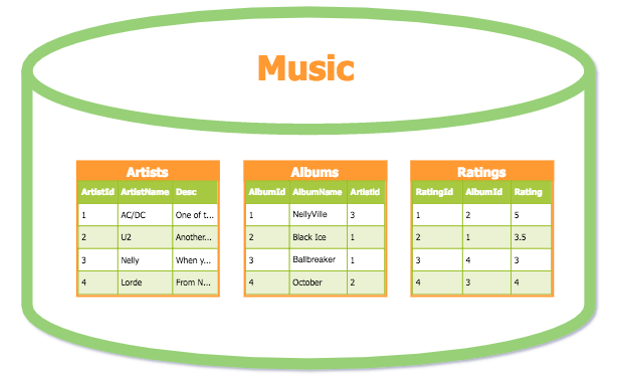 Music
Artists
ArtistId ArtistName Desc
1 AC/DC One of t...
2 U2 Another...
3 Nelly When y...
4 Lorde From N...
Albums
AlbumId AlbumName ArtistId
1 NellyVille 3
2 Black Ice 1
3 Ballbreaker 1
4 October 2
Ratings
RatingId AlbumId Rating
1 2 5
2 1 3.5
3 4 3
4 3 4